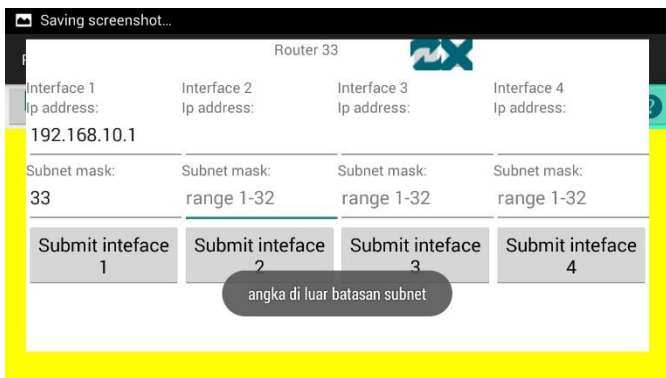 Saving screenshot...
Router 33
Interface 1 Interface 2 Interface 3 Interface 4
Ip address: Ip address: Ip address: Ip address:
192.168.10.1
Subnet mask: Subnet mask: Subnet mask: Subnet mask:
33 range 1-32 range 1-32 range 1-32
Submit inteface Submit inteface Submit inteface Submit inteface
1 2 3 4
angka di luar batasan subnet